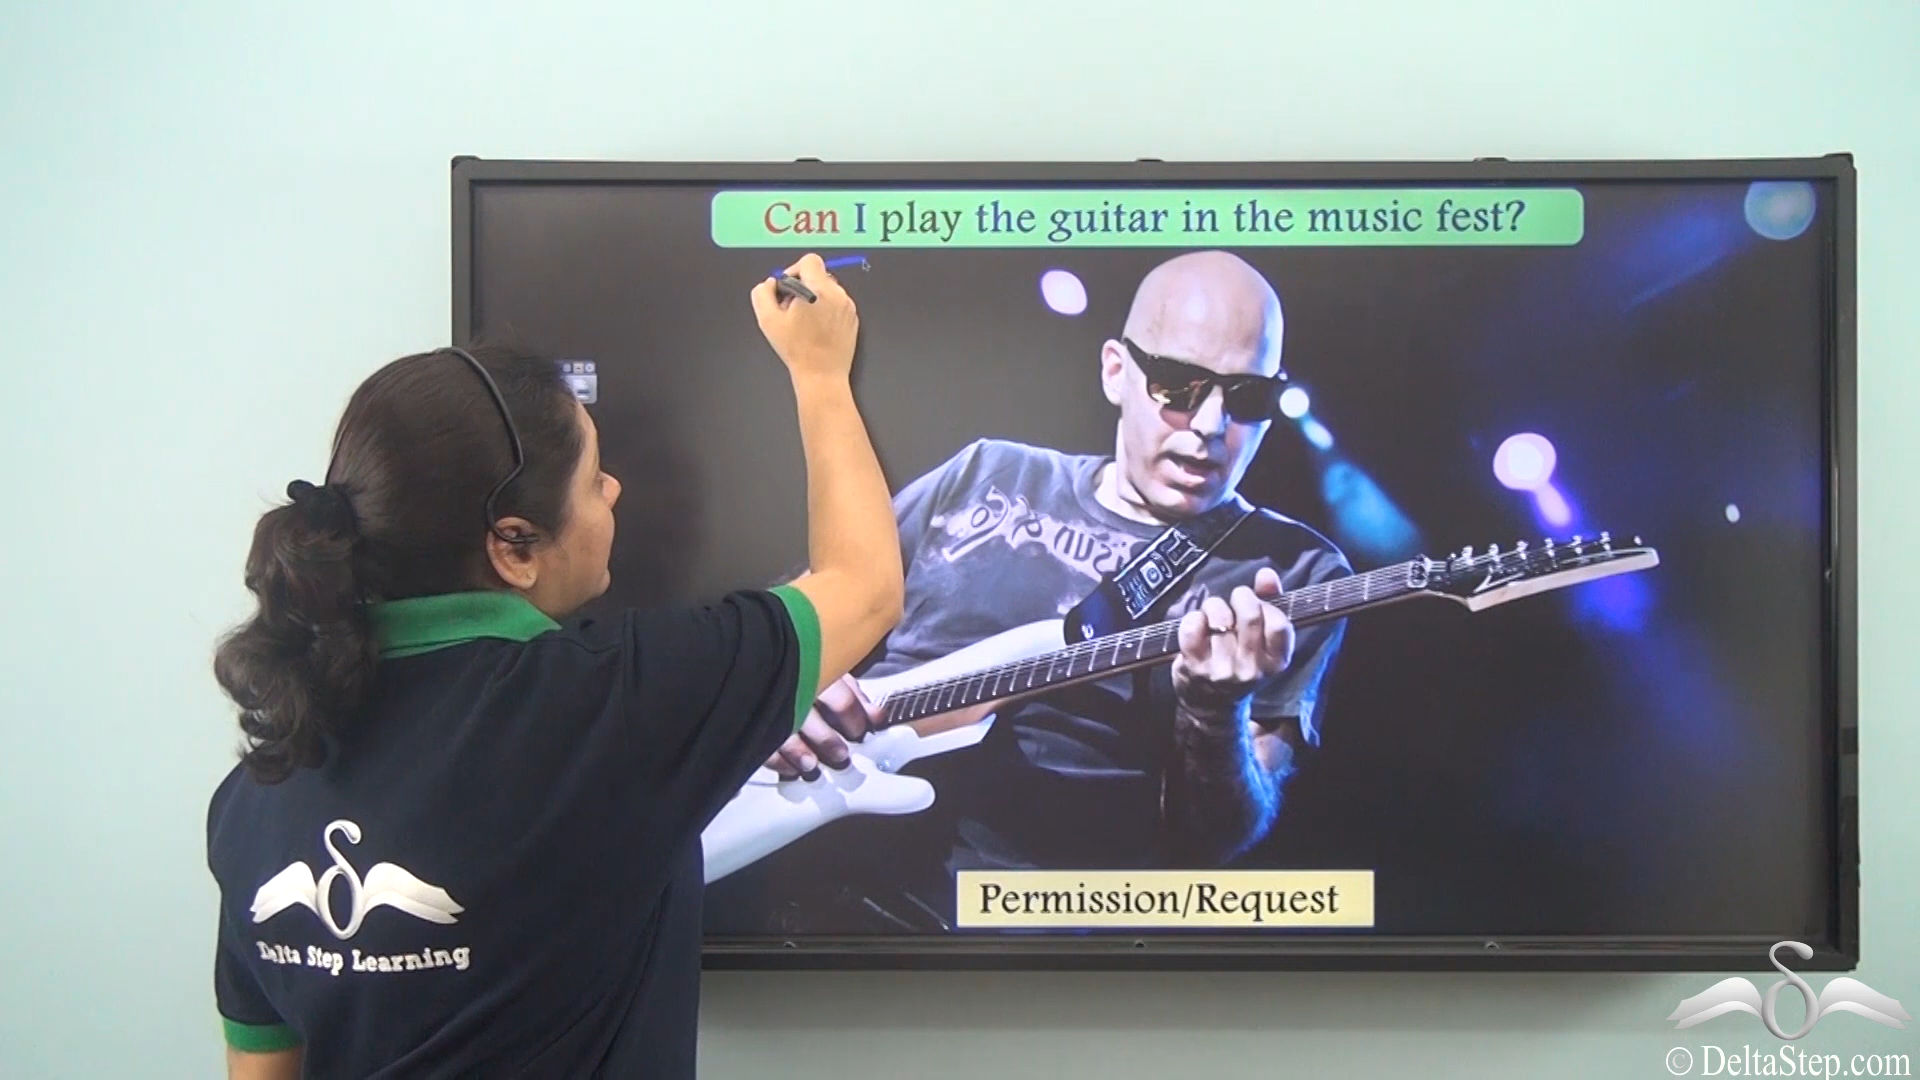 Can I play the guitar in the music fest?
Permission/Request
Delta Step Learning
© DeltaStep.com